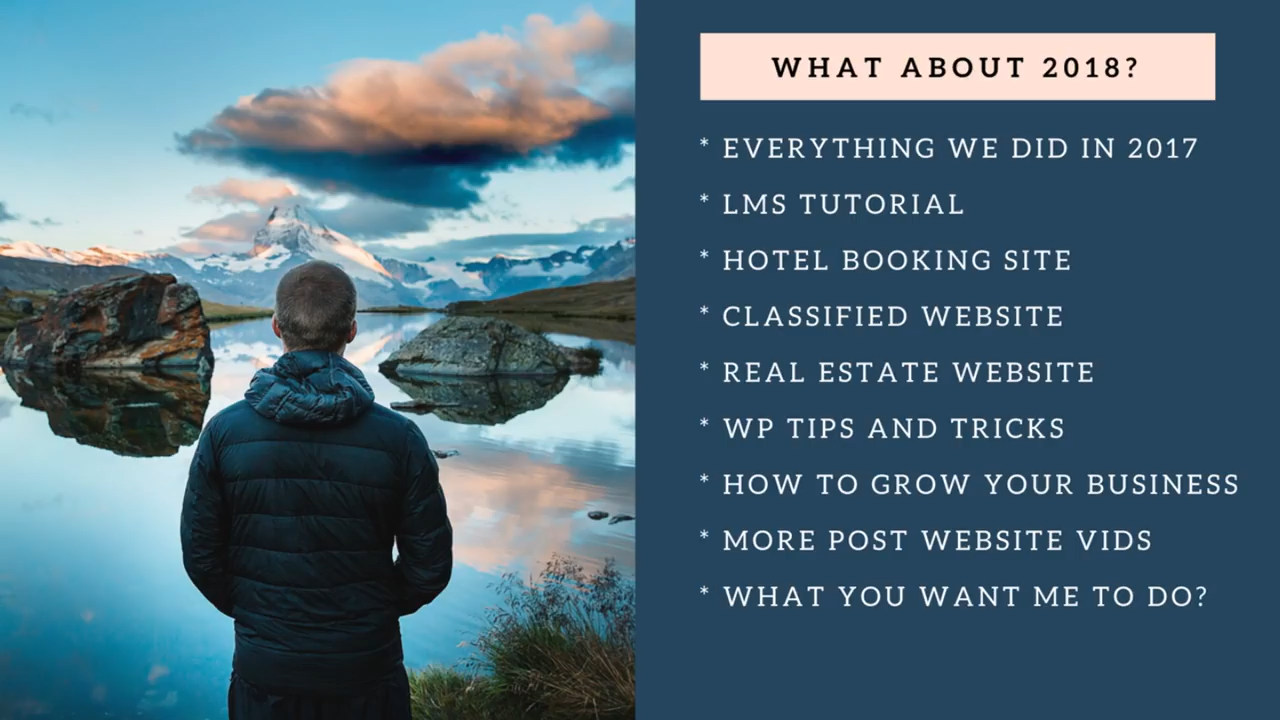 WHAT ABOUT 2018?
* EVERYTHING WE DID IN 2017
* LMS TUTORIAL
* HOTEL BOOKING SITE
* CLASSIFIED WEBSITE
* REAL ESTATE WEBSITE
* WP TIPS AND TRICKS
* HOW TO GROW YOUR BUSINESS
* MORE POST WEBSITE VIDS
* WHAT YOU WANT ME TO DO?